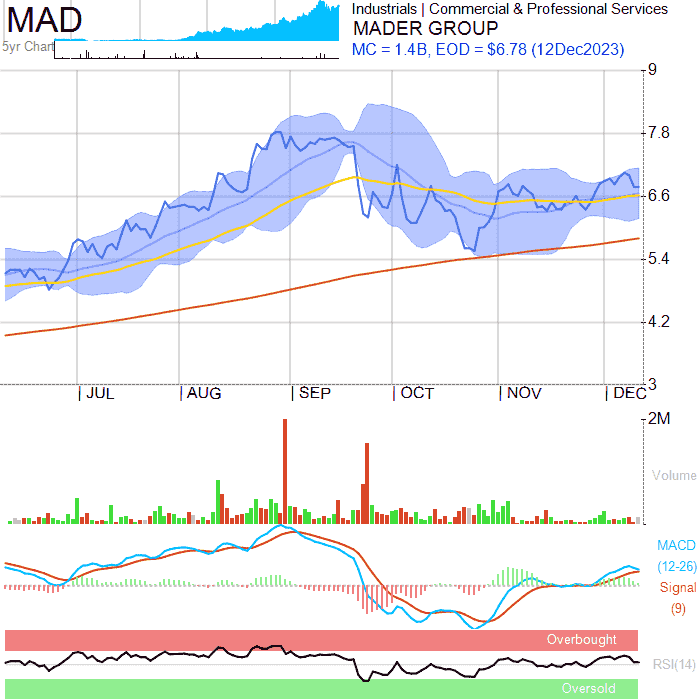 MAD
5yr Chart
Industrials | Commercial & Professional Services
MADER GROUP
MC = 1.4B, EOD = $6.78 (12Dec2023)
9
7.8
6.6
5.4
4.2
3
JUL
AUG
SEP
OCT
NOV
DEC
2M
Volume
MACD
(12-26)
Signal
(9)
Overbought
RSI(14)
Oversold